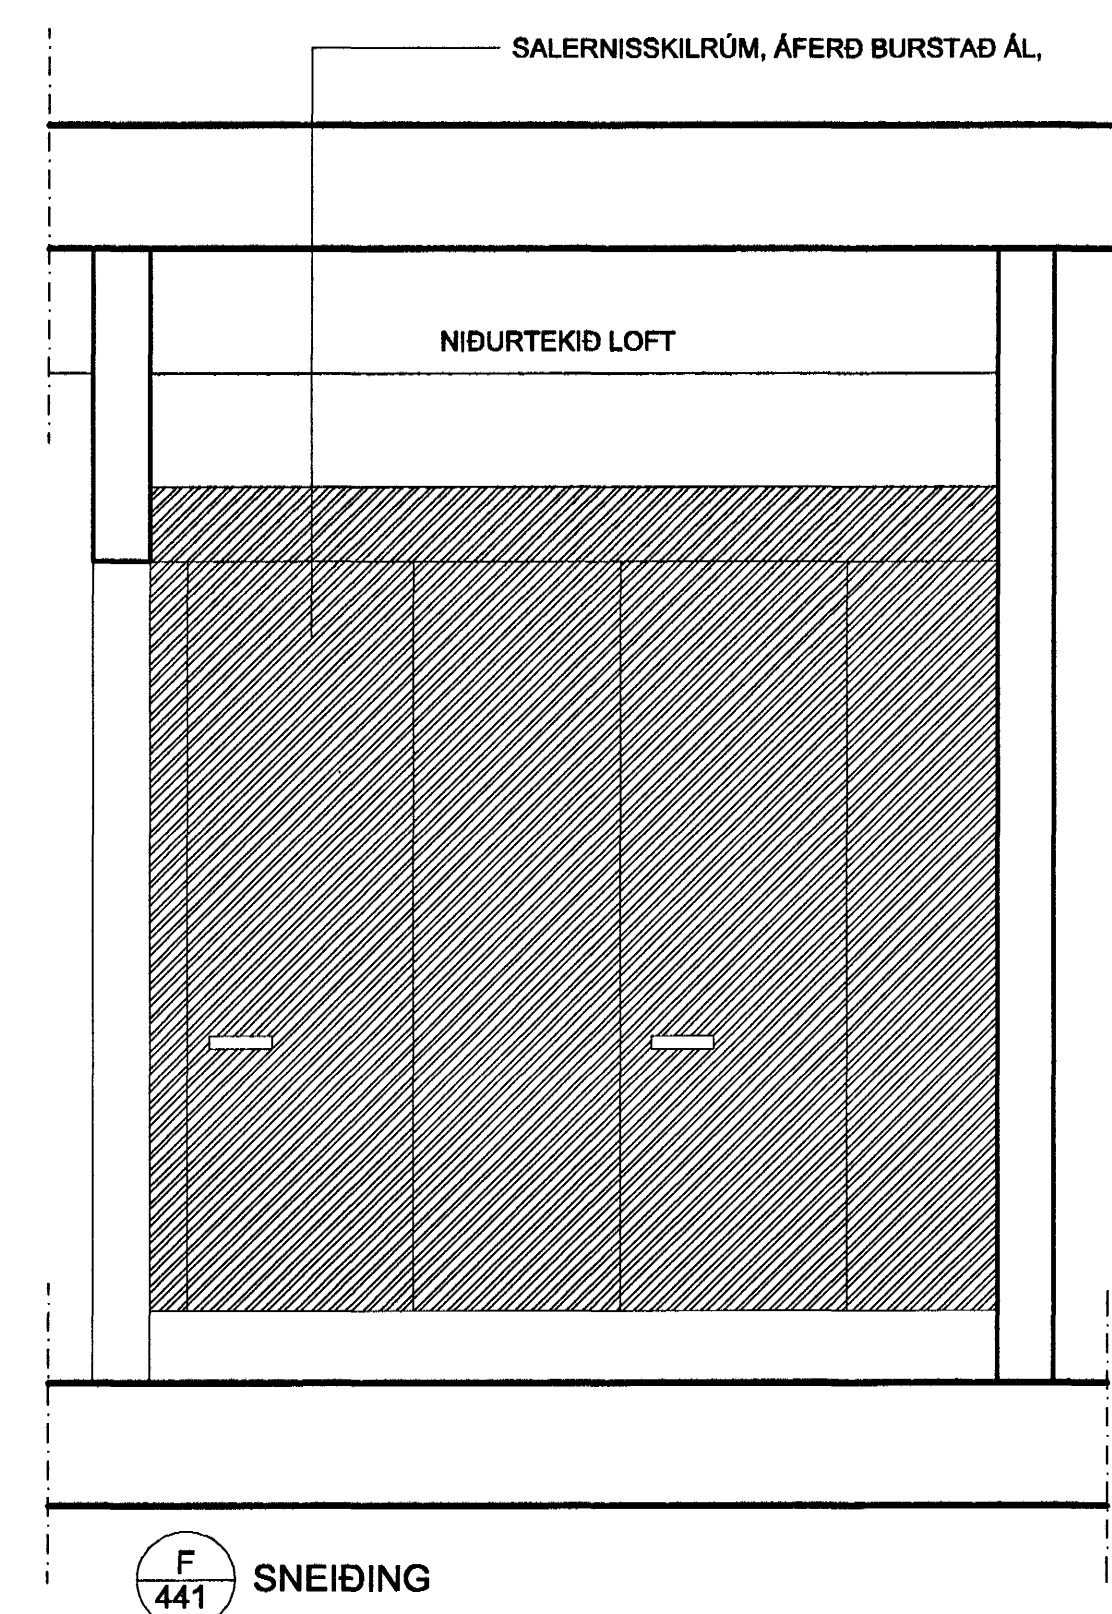 SALERNISSKILRÚM, ÁFERÐ BURSTAÐ ÁL,
NIÐURTEKIÐ LOFT
F
441
SNEIÐING